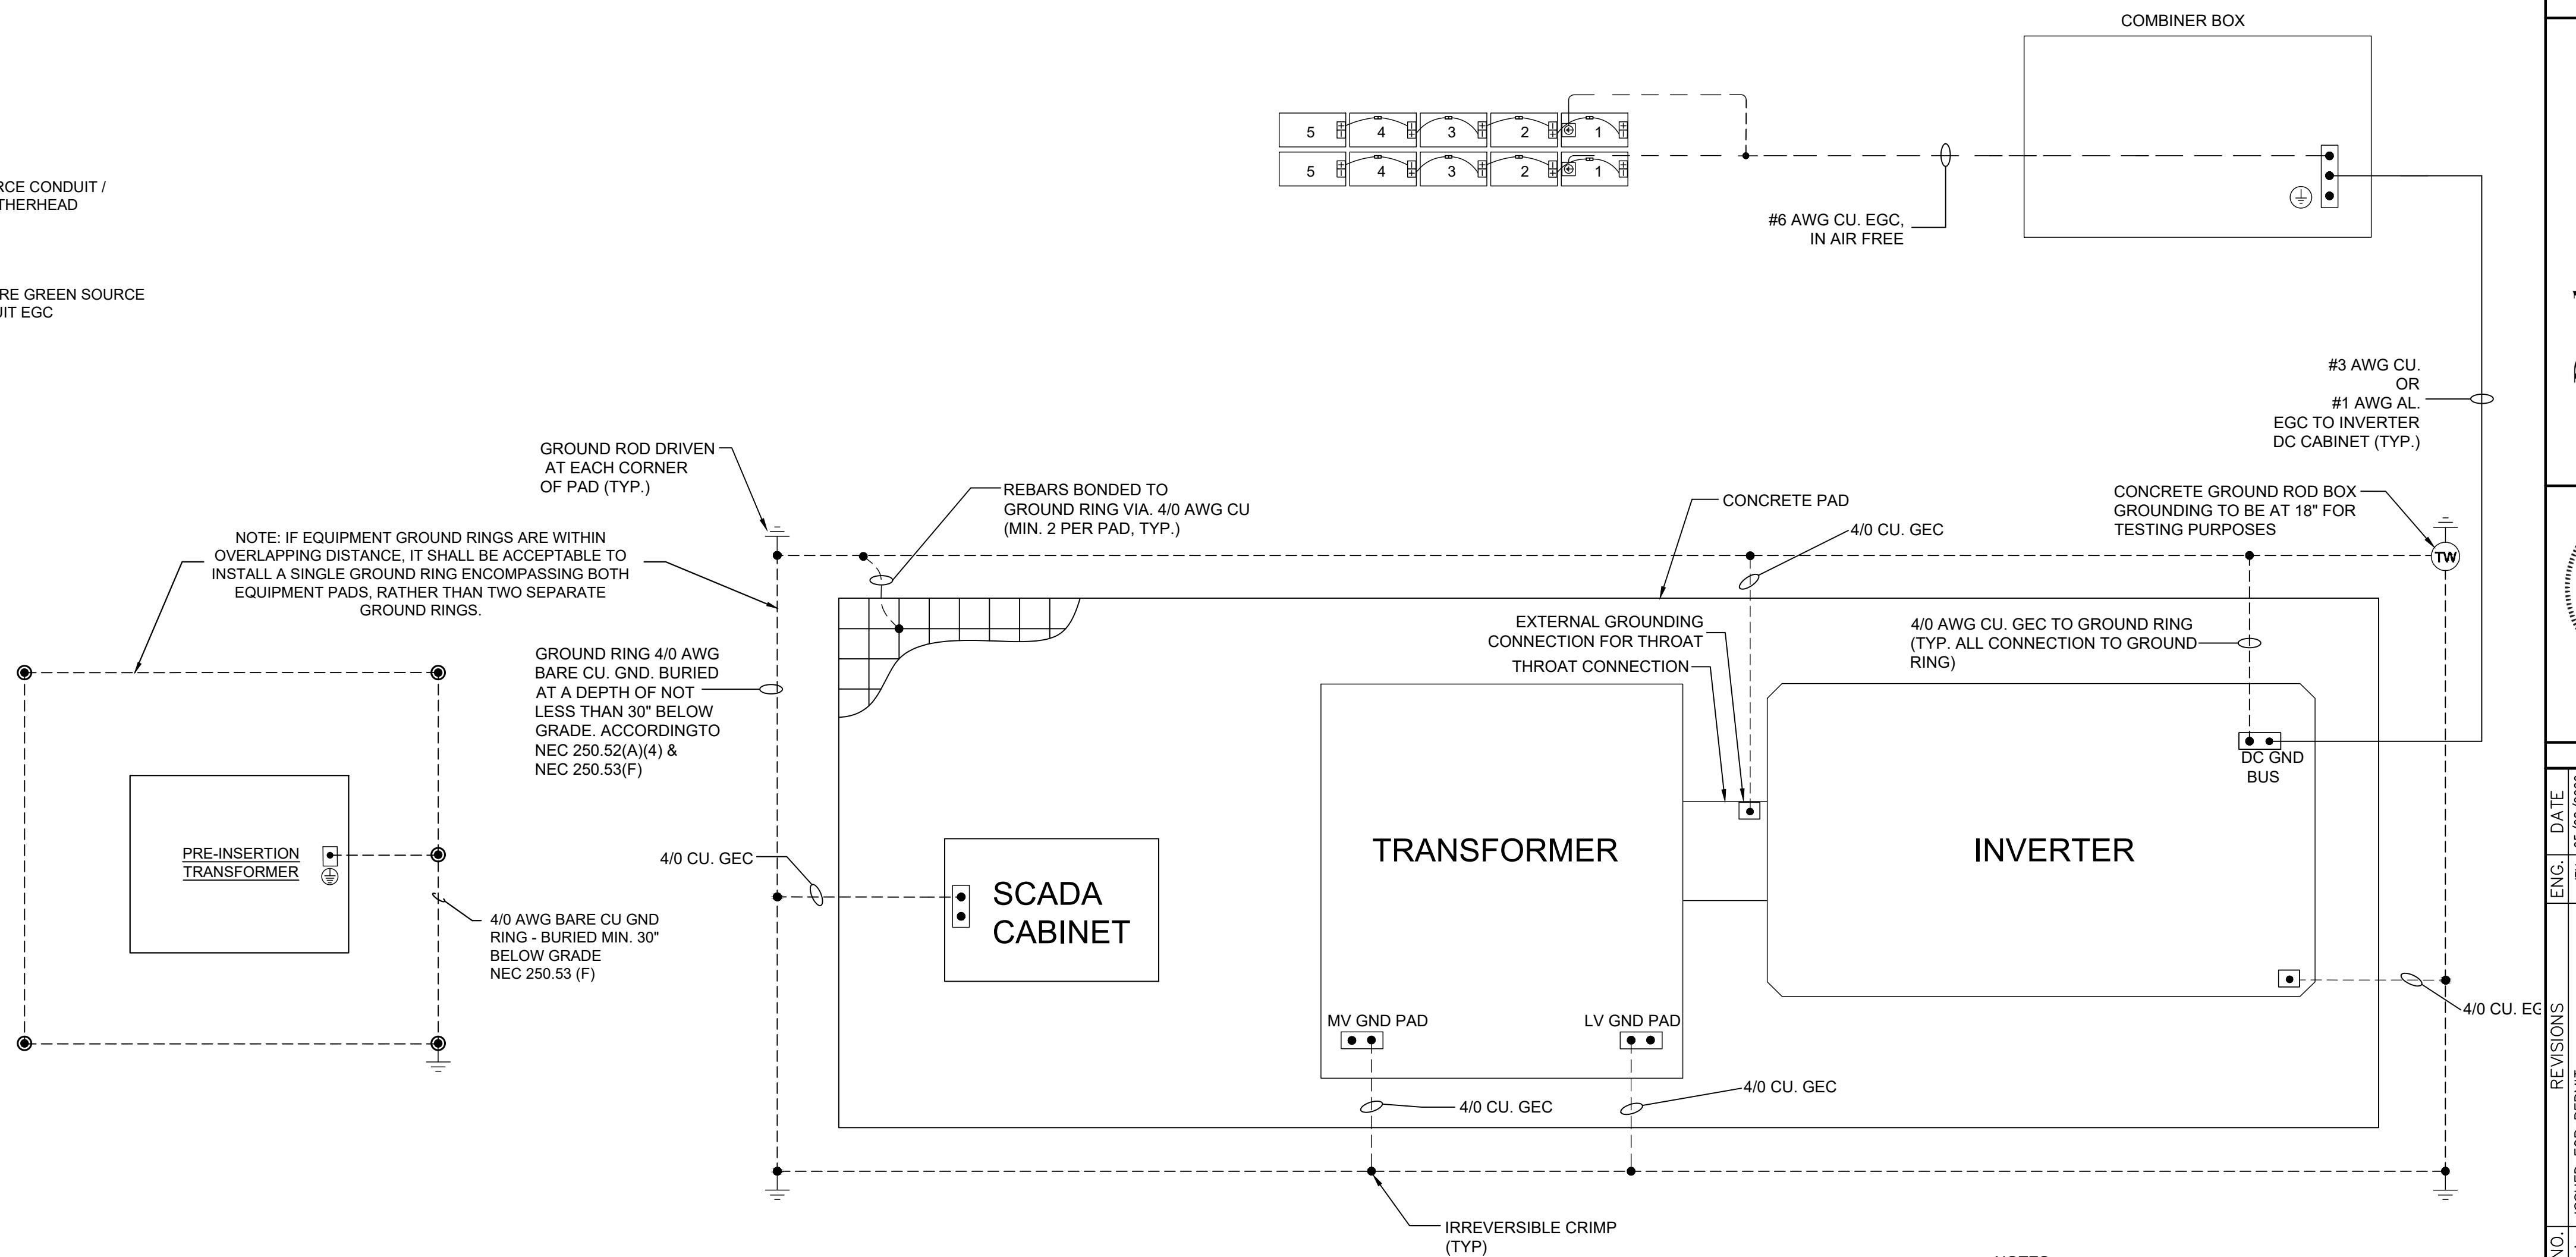 COMBINER BOX
5 4 3 2 1
5 4 3 2 1
#6 AWG CU. EGC,
IN AIR FREE
CONDUIT /
GREEN SOURCE
EGC
#3 AWG CU.
OR
#1 AWG AL.
EGC TO INVERTER
DC CABINET (TYP.)
GROUND ROD DRIVEN
AT EACH CORNER
OF PAD (TYP.)
REBARS BONDED TO
GROUND RING VIA. 4/0 AWG CU
(MIN. 2 PER PAD, TYP.)
CONCRETE PAD
4/0 CU. GEC
CONCRETE GROUND ROD BOX
GROUNDING TO BE AT 18" FOR
TESTING PURPOSES
TW
NOTE: IF EQUIPMENT GROUND RINGS ARE WITHIN
OVERLAPPING DISTANCE, IT SHALL BE ACCEPTABLE TO
INSTALL A SINGLE GROUND RING ENCOMPASSING BOTH
EQUIPMENT PADS, RATHER THAN TWO SEPARATE
GROUND RINGS.
GROUND RING 4/0 AWG
BARE CU. GND. BURIED
AT A DEPTH OF NOT
LESS THAN 30" BELOW
GRADE. ACCORDINGTO
NEC 250.52(A)(4) &
NEC 250.53(F)
EXTERNAL GROUNDING
CONNECTION FOR THROAT
THROAT CONNECTION
4/0 AWG CU. GEC TO GROUND RING
(TYP. ALL CONNECTION TO GROUND
RING)
DC GND
BUS
PRE-INSERTION
TRANSFORMER
4/0 AWG BARE CU GND
RING - BURIED MIN. 30"
BELOW GRADE
NEC 250.53 (F)
4/0 CU. GEC
SCADA
CABINET
TRANSFORMER
INVERTER
MV GND PAD
LV GND PAD
4/0 CU. GEC
4/0 CU. GEC
4/0 CU.
IRREVERSIBLE CRIMP
(TYP)
NOTES
DATE
ENG.
REVISIONS
NO.